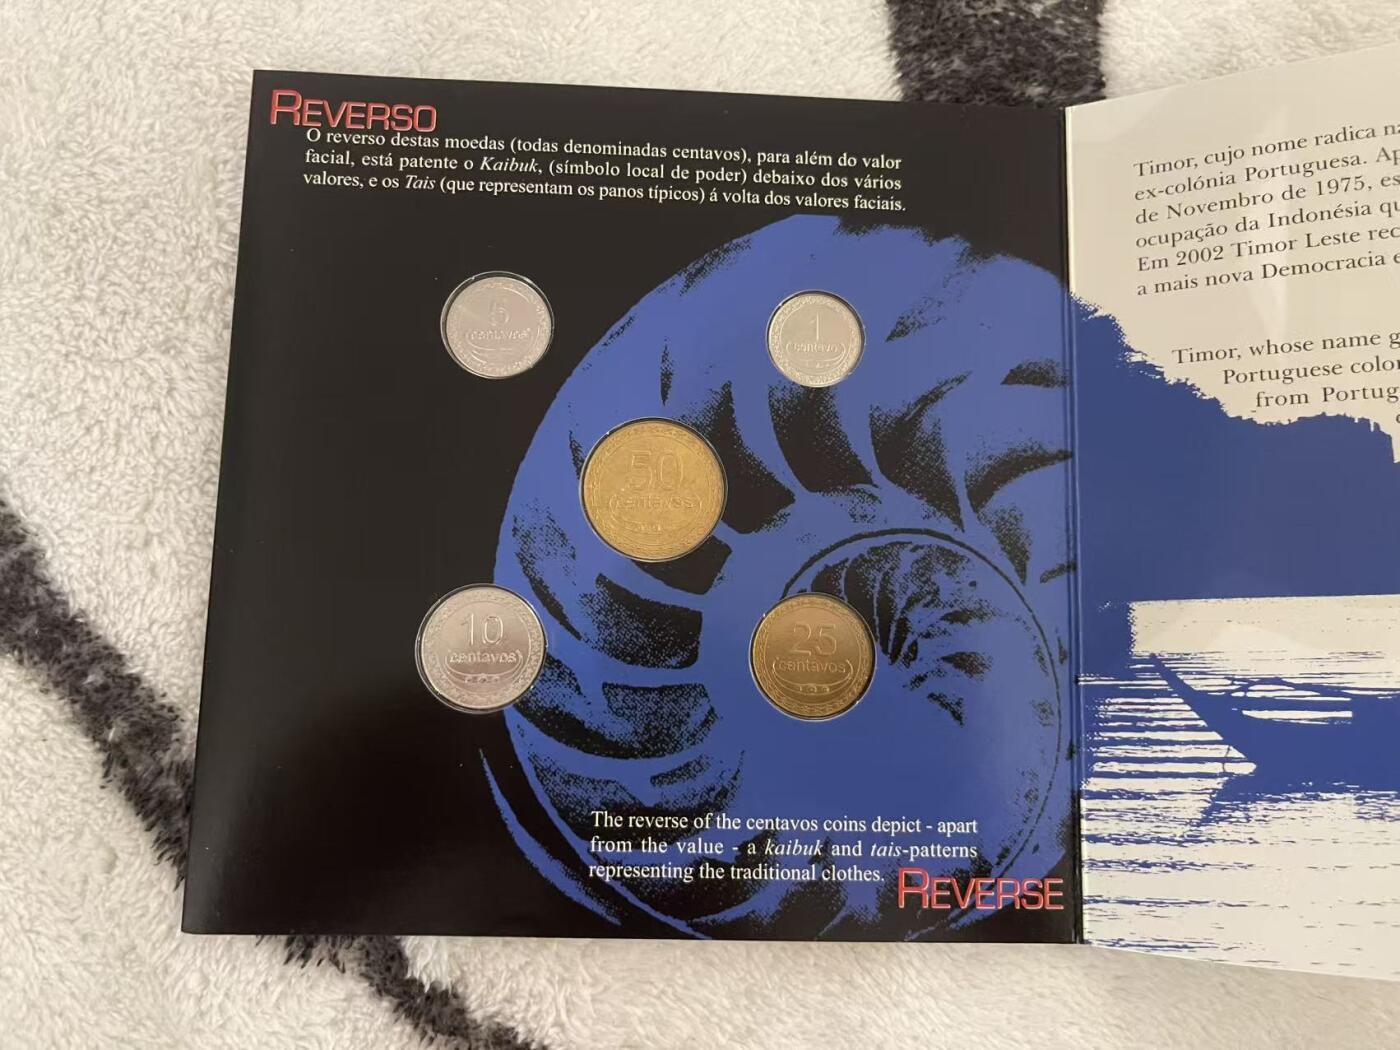 REVERSO
O reverso destas moedas (todas denominadas centavos), para além do valor
facial, está patente o Kaibuk, (símbolo local de poder) debaixo dos vários
valores, e os Tais (que representam os panos típicos) á volta dos valores faciais.
5
centavos
1
centavo
50
centavos
10
centavos
25
centavos
The reverse of the centavos coins depict - apart
from the value - a kaibuk and tais-patterns
representing the traditional clothes.
REVERSE
Timor, cujo nome radica
ex-colónia Portuguesa.
de Novembro de 1975,
ocupação da Indonésia
Em 2002 Timor Leste
a mais nova Democracia
Timor, whose name
Portuguese
from